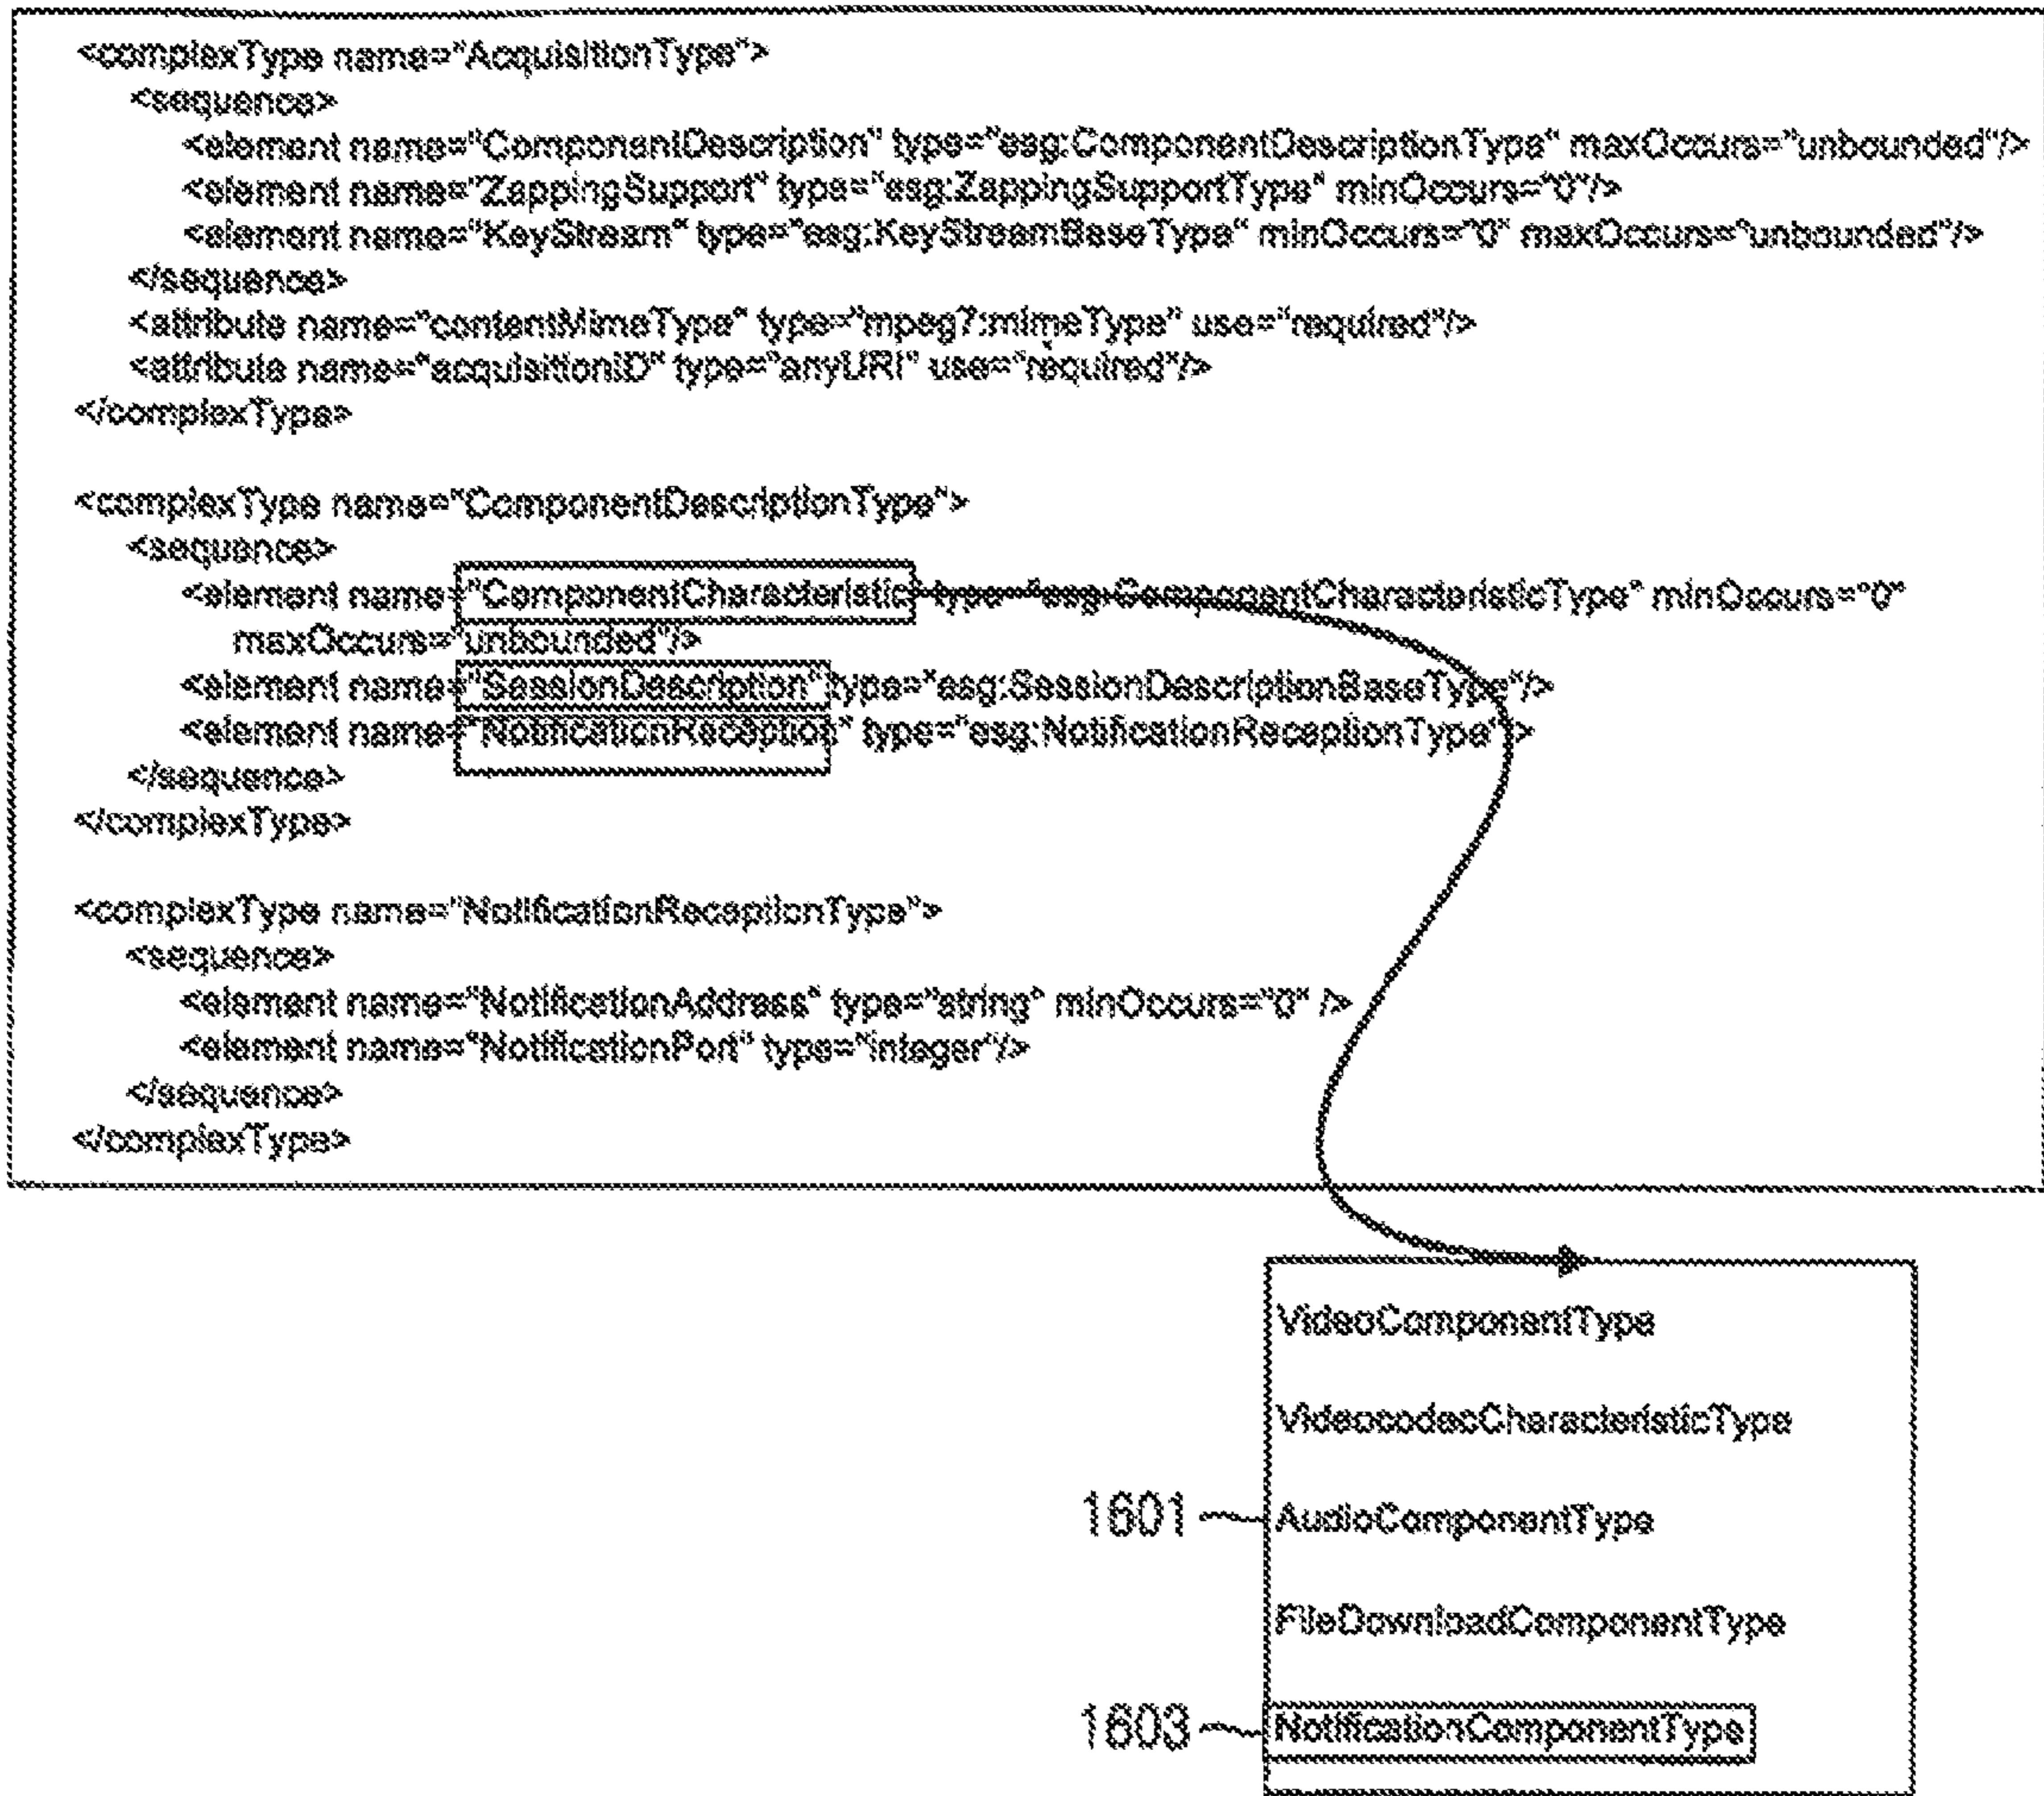 <complexType name="AcquisitionType">
<sequence>
<element name="ComponentDescription" type="esg:ComponentDescriptionType" maxOccurs="unbounded"/>
<element name="ZappingSupport" type="esg:ZappingSupportType" minOccurs="0"/>
<element name="KeyStream" type="esg:KeyStreamBaseType" minOccurs="0" maxOccurs="unbounded"/>
</sequence>
<attribute name="contentMimeType" type="mpeg7:mimeType" use="required"/>
<attribute name="acquisitionID" type="anyURI" use="required"/>
</complexType>
<complexType name="ComponentDescriptionType">
<sequence>
<element name="ComponentCharacteristic" type="esg:ComponentCharacteristicType" minOccurs="0"
maxOccurs="unbounded"/>
<element name="SessionDescription" type="esg:SessionDescriptionBaseType"/>
<element name="NotificationReception" type="esg:NotificationReceptionType"/>
</sequence>
</complexType>
<complexType name="NotificationReceptionType">
<sequence>
<element name="NotificationAddress" type="string" minOccurs="0" />
<element name="NotificationPort" type="integer"/>
</sequence>
</complexType>
VideoComponentType
VideocodecCharacteristicType
1601 AudioComponentType
FileDownloadComponentType
1603 NotificationComponentType